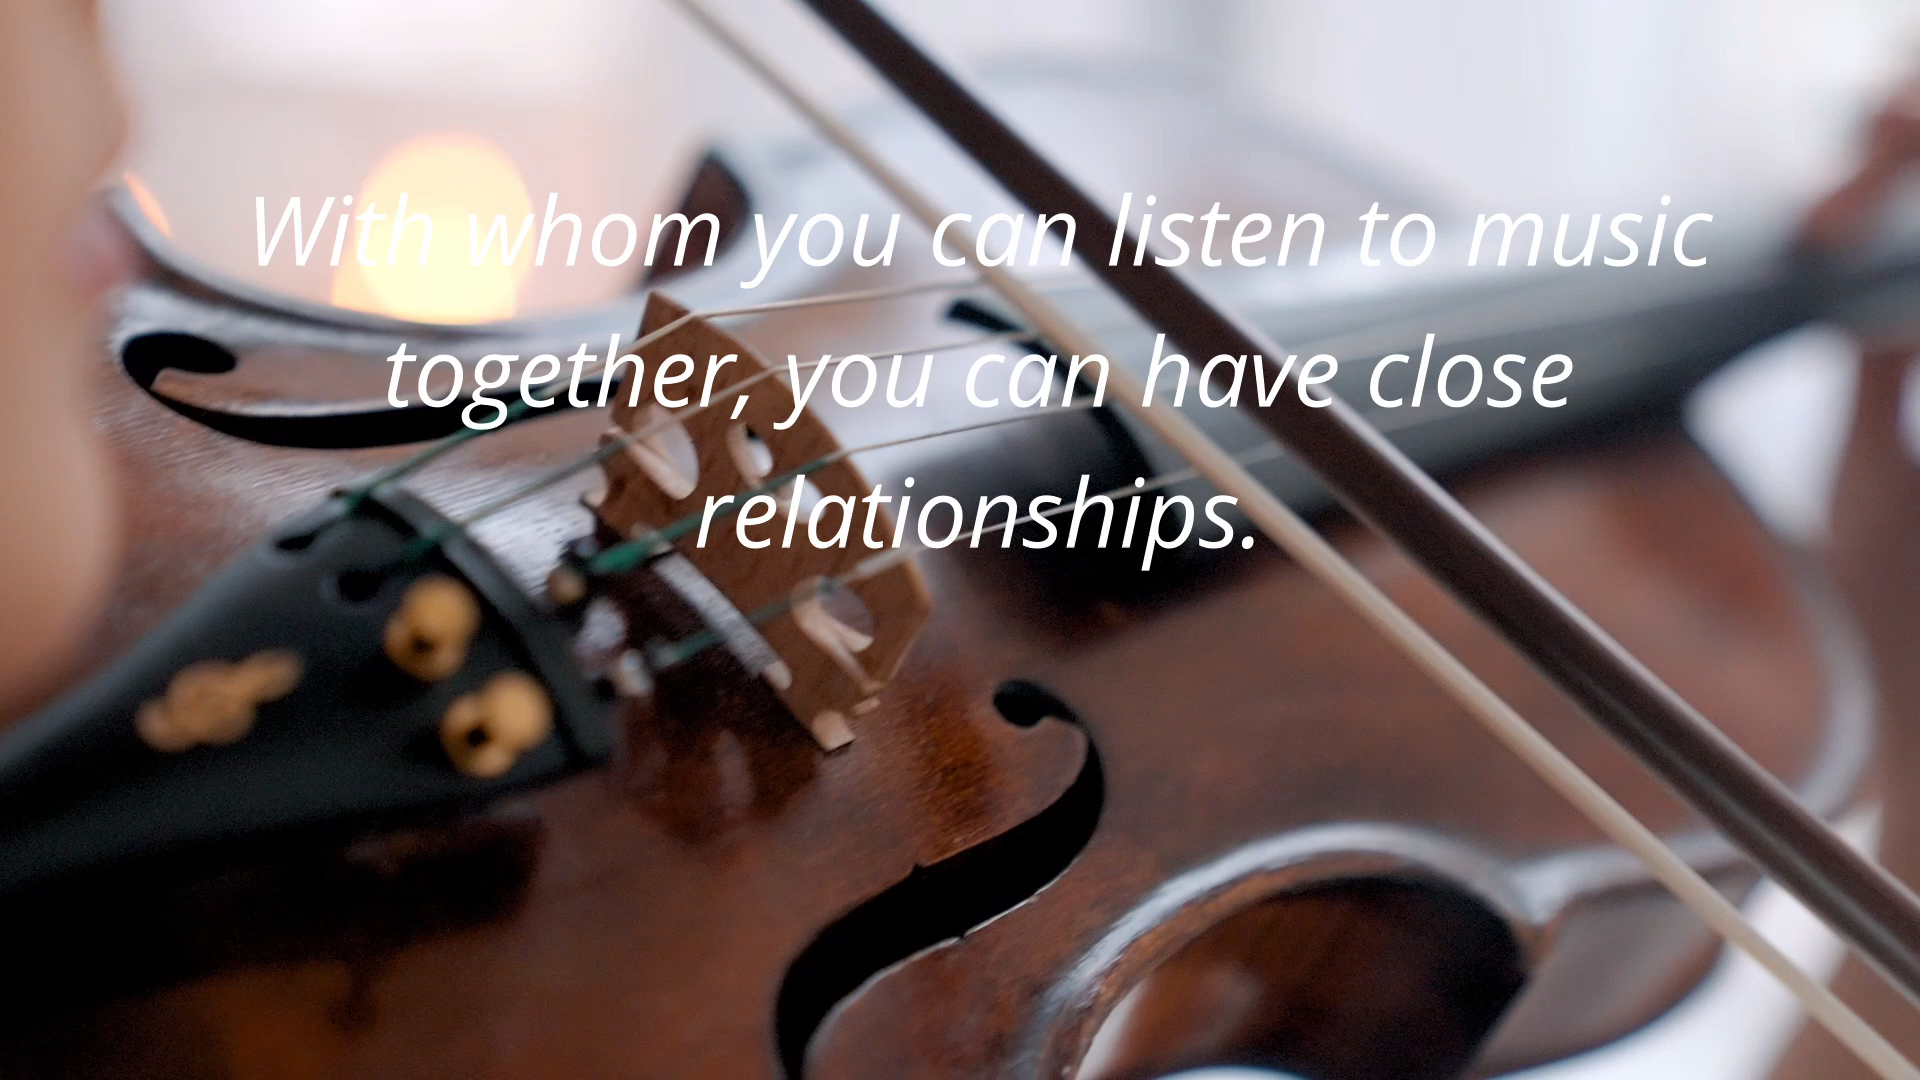 With whom you can listen to music
together, you can have close
relationships.